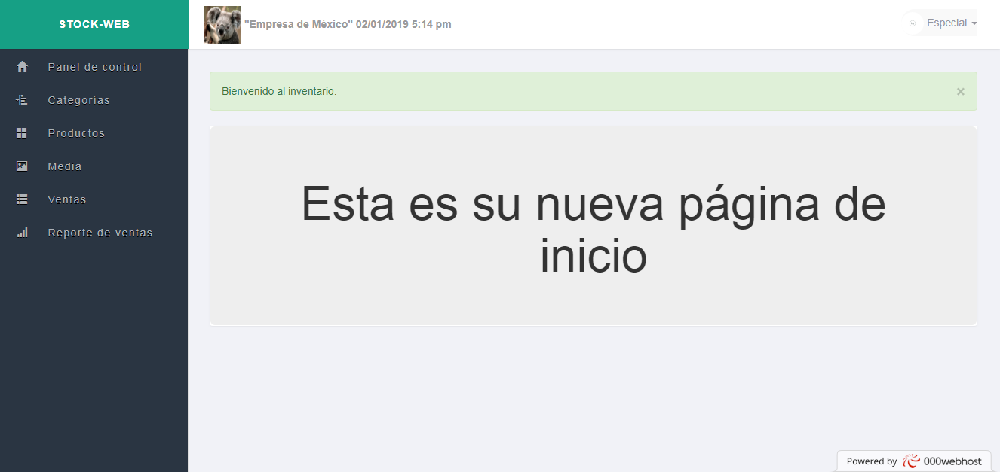 STOCK-WEB
"Empresa de México" 02/01/2019 5:14 pm
Especial
Panel de control
Categorías
Productos
Media
Ventas
Reporte de ventas
Bienvenido al inventario.
×
Esta es su nueva página de
inicio
Powered by 000webhost